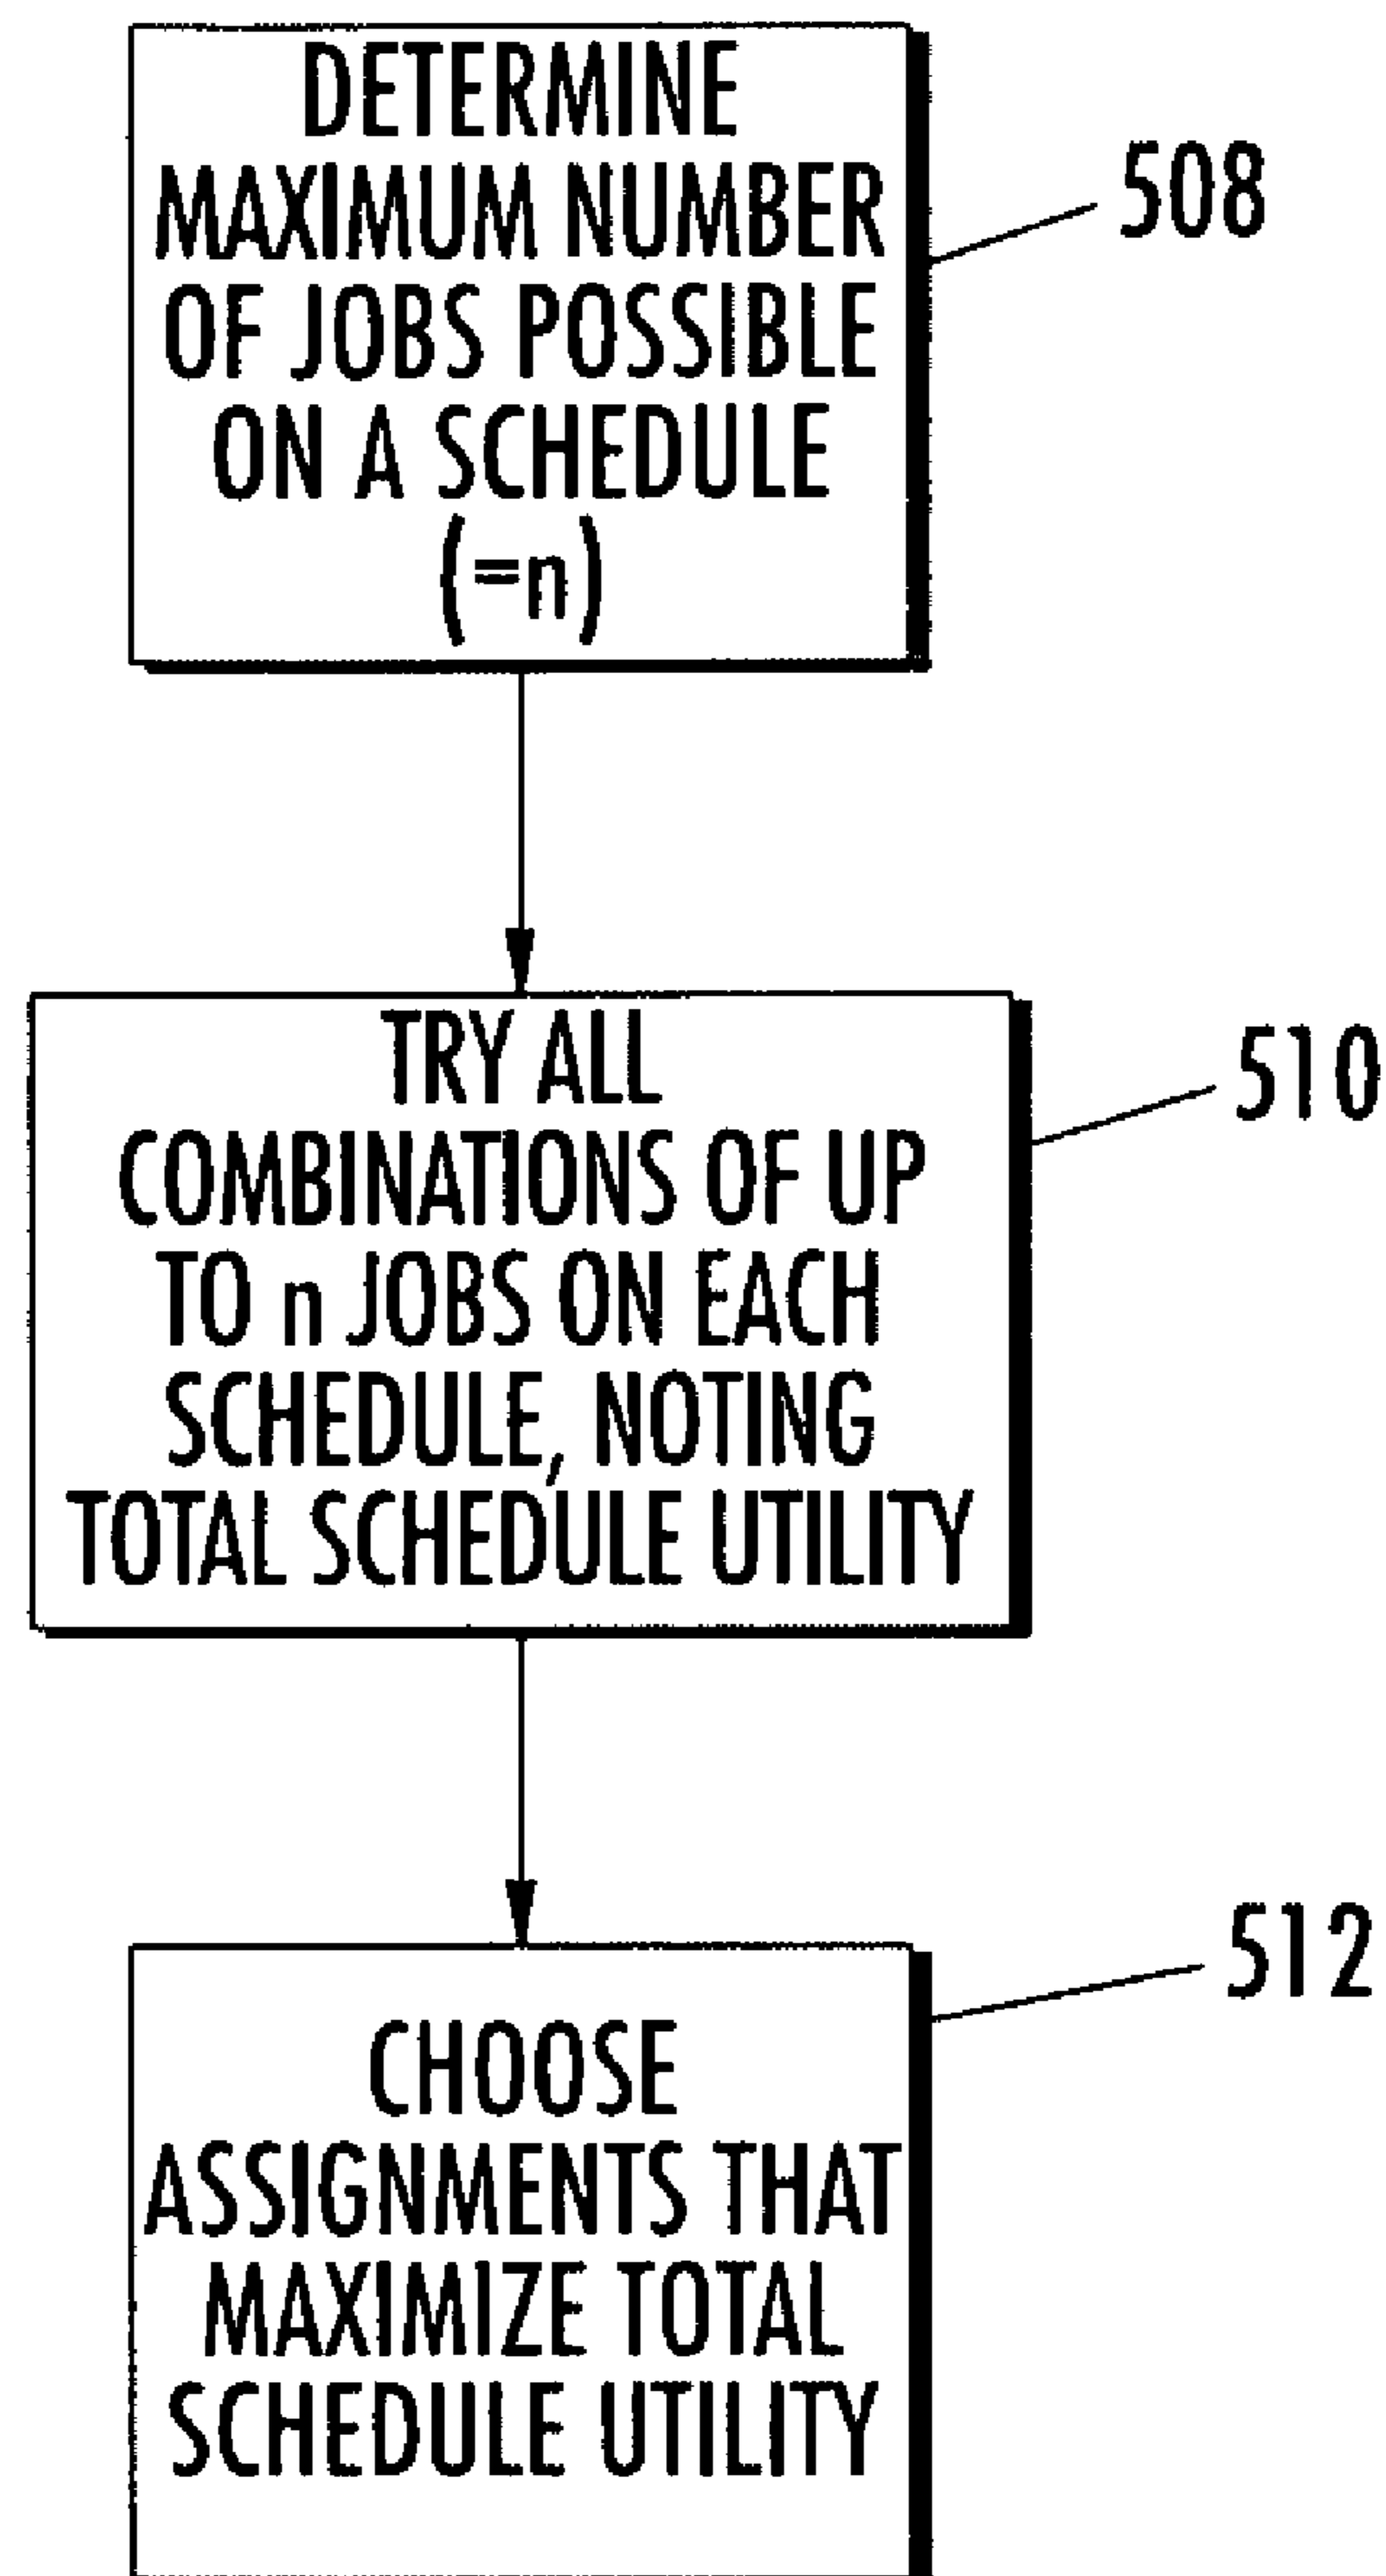 DETERMINE
MAXIMUM NUMBER
OF JOBS POSSIBLE
ON A SCHEDULE
(=n)
508
TRY ALL
COMBINATIONS OF UP
TO n JOBS ON EACH
SCHEDULE, NOTING
TOTAL SCHEDULE UTILITY
510
CHOOSE
ASSIGNMENTS THAT
MAXIMIZE TOTAL
SCHEDULE UTILITY
512